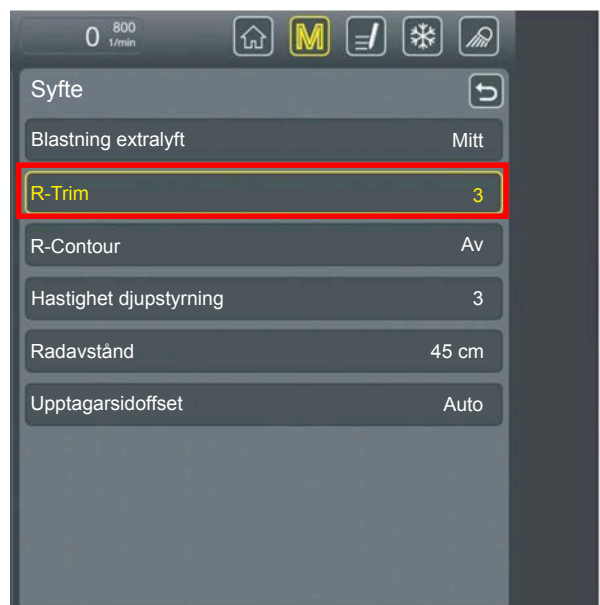 0 800 1/min M
Syfte
Blastning extralyft Mitt
R-Trim 3
R-Contour Av
Hastighet djupstyrning 3
Radavstånd 45 cm
Upptagarsidoffset Auto